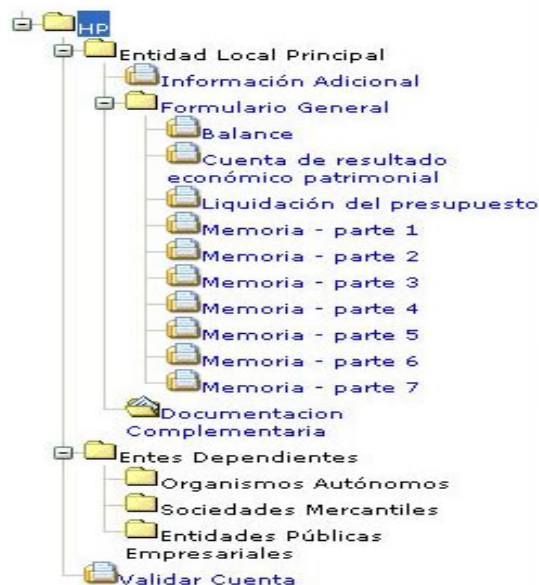 HP
Entidad Local Principal
Información Adicional
Formulario General
Balance
Cuenta de resultado
económico patrimonial
Liquidación del presupuesto
Memoria - parte 1
Memoria - parte 2
Memoria - parte 3
Memoria - parte 4
Memoria - parte 5
Memoria - parte 6
Memoria - parte 7
Documentacion
Complementaria
Entes Dependientes
Organismos Autónomos
Sociedades Mercantiles
Entidades Públicas
Empresariales
Validar Cuenta